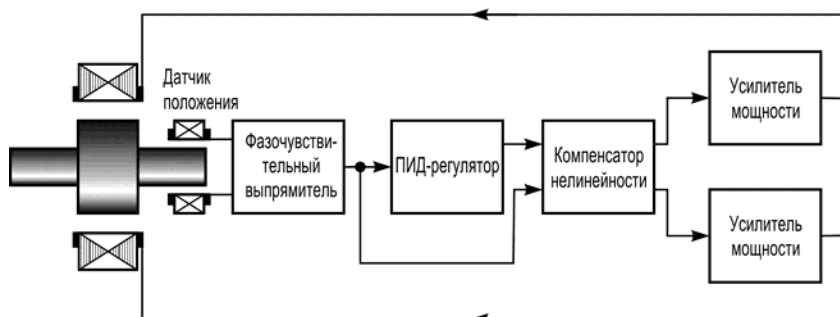 Датчик
положения
Фазочувстви-
тельный
выпрямитель
ПИД-регулятор
Компенсатор
нелинейности
Усилитель
мощности
Усилитель
мощности